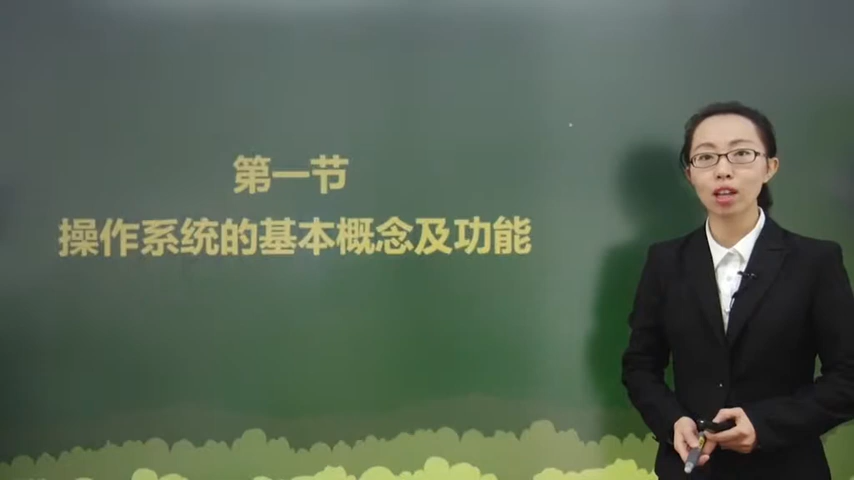 第一节
操作系统的基本概念及功能